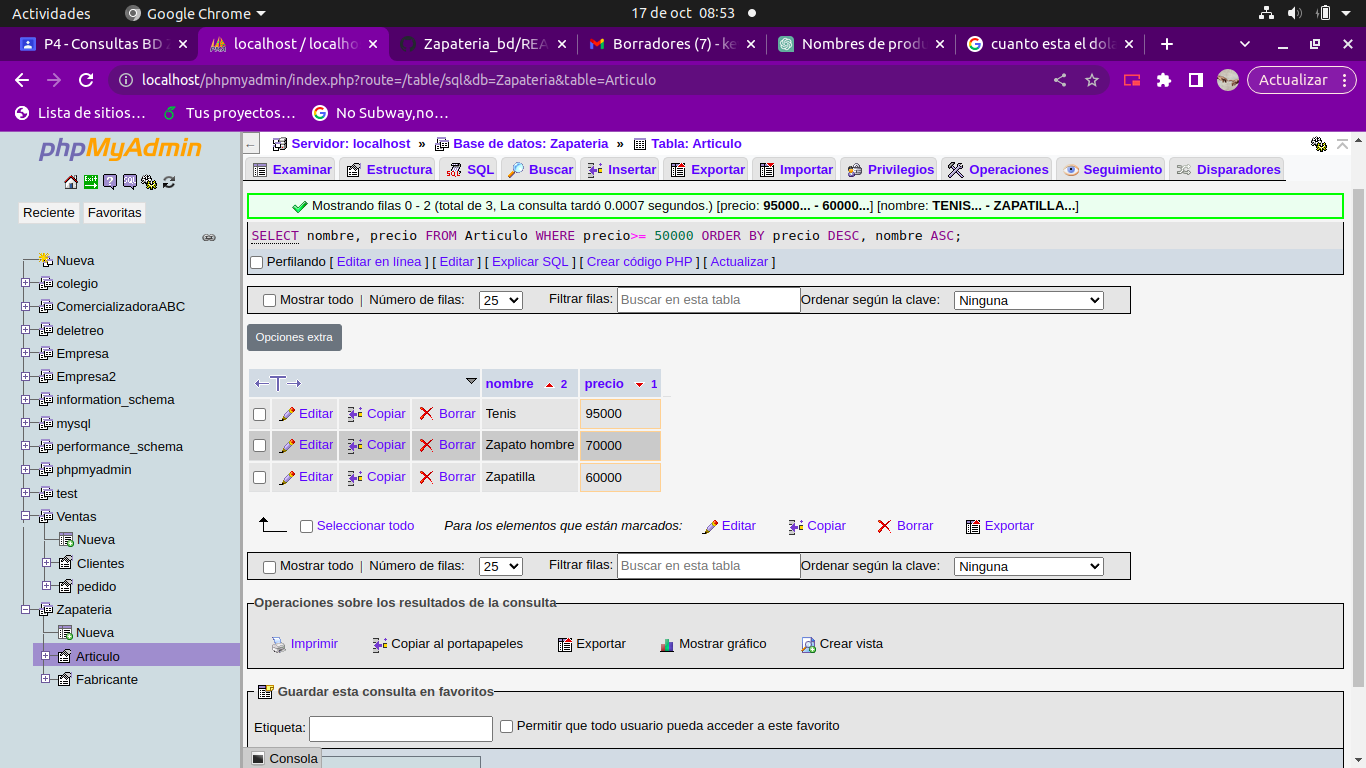 Actividades Google Chrome 17 de oct 08:53
P4 - Consultas BD Z localhost / localho Zapateria_bd/REA Borradores (7) - ke Nombres de produ cuanto esta el dola
localhost/phpmyadmin/index.php?route=/table/sql&db=Zapateria&table=Articulo Actualizar
Lista de sitios… Tus proyectos… No Subway,no…
phpMyAdmin
Reciente Favoritas
Nueva
colegio
ComercializadoraABC
deletreo
Empresa
Empresa2
information_schema
mysql
performance_schema
phpmyadmin
test
Ventas
Nueva
Clientes
pedido
Zapateria
Nueva
Articulo
Fabricante
Servidor: localhost » Base de datos: Zapateria » Tabla: Articulo
Examinar Estructura SQL Buscar Insertar Exportar Importar Privilegios Operaciones Seguimiento Disparadores
Mostrando filas 0 - 2 (total de 3, La consulta tardó 0.0007 segundos.) [precio: 95000... - 60000...] [nombre: TENIS... - ZAPATILLA...]
SELECT nombre, precio FROM Articulo WHERE precio>= 50000 ORDER BY precio DESC, nombre ASC;
Perfilando [ Editar en línea ] [ Editar ] [ Explicar SQL ] [ Crear código PHP ] [ Actualizar ]
Mostrar todo | Número de filas: 25 Filtrar filas: Buscar en esta tabla Ordenar según la clave: Ninguna
Opciones extra
nombre 2 precio 1
Editar Copiar Borrar Tenis 95000
Editar Copiar Borrar Zapato hombre 70000
Editar Copiar Borrar Zapatilla 60000
Seleccionar todo Para los elementos que están marcados: Editar Copiar Borrar Exportar
Mostrar todo | Número de filas: 25 Filtrar filas: Buscar en esta tabla Ordenar según la clave: Ninguna
Operaciones sobre los resultados de la consulta
Imprimir Copiar al portapapeles Exportar Mostrar gráfico Crear vista
Guardar esta consulta en favoritos
Etiqueta: Permitir que todo usuario pueda acceder a este favorito
Consola